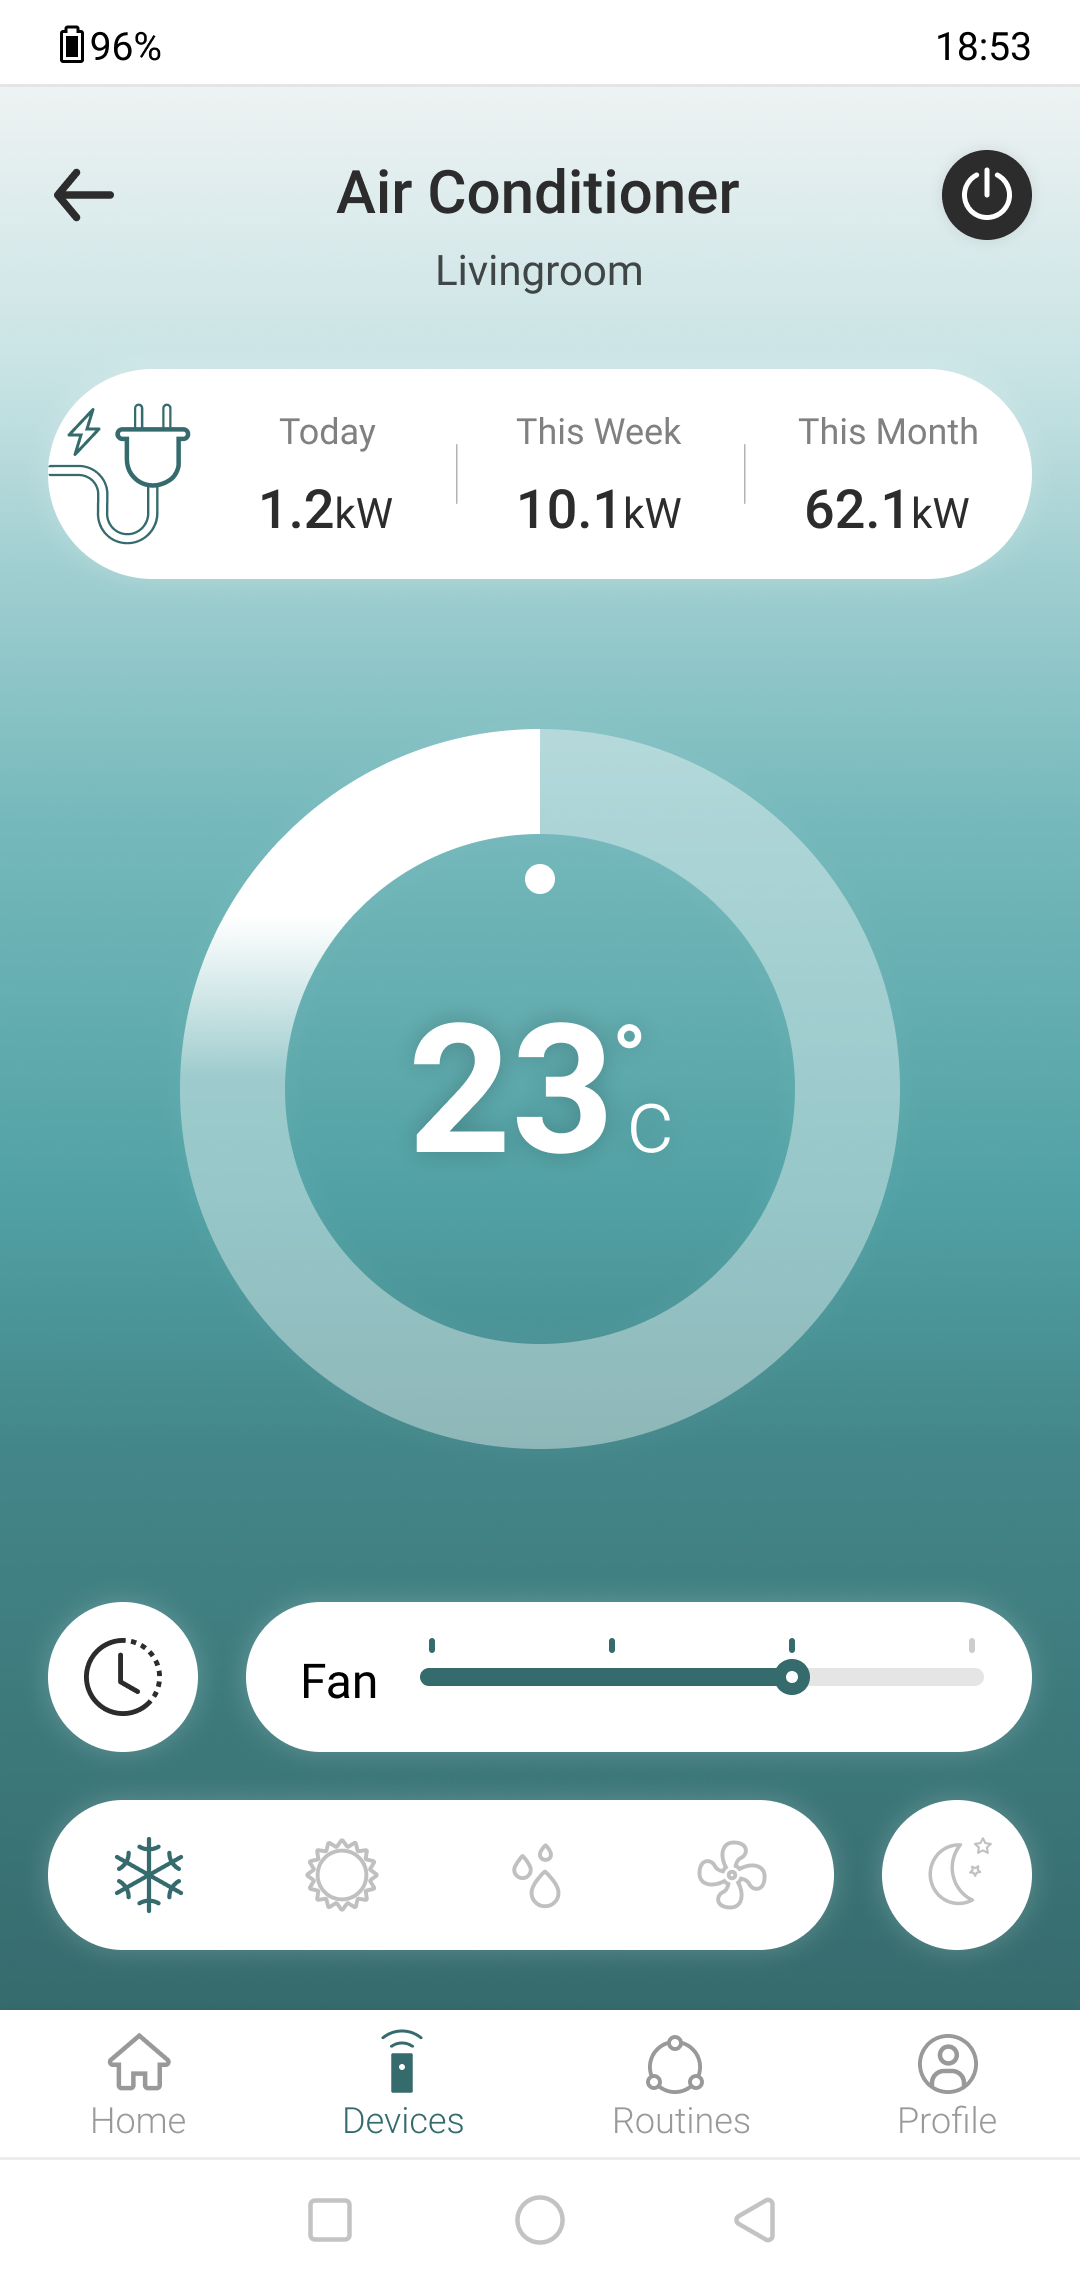 96%
18:53
Air Conditioner
Livingroom
Today
This Week
This Month
1.2kW
10.1kW
62.1kW
23°C
Fan
Home
Devices
Routines
Profile